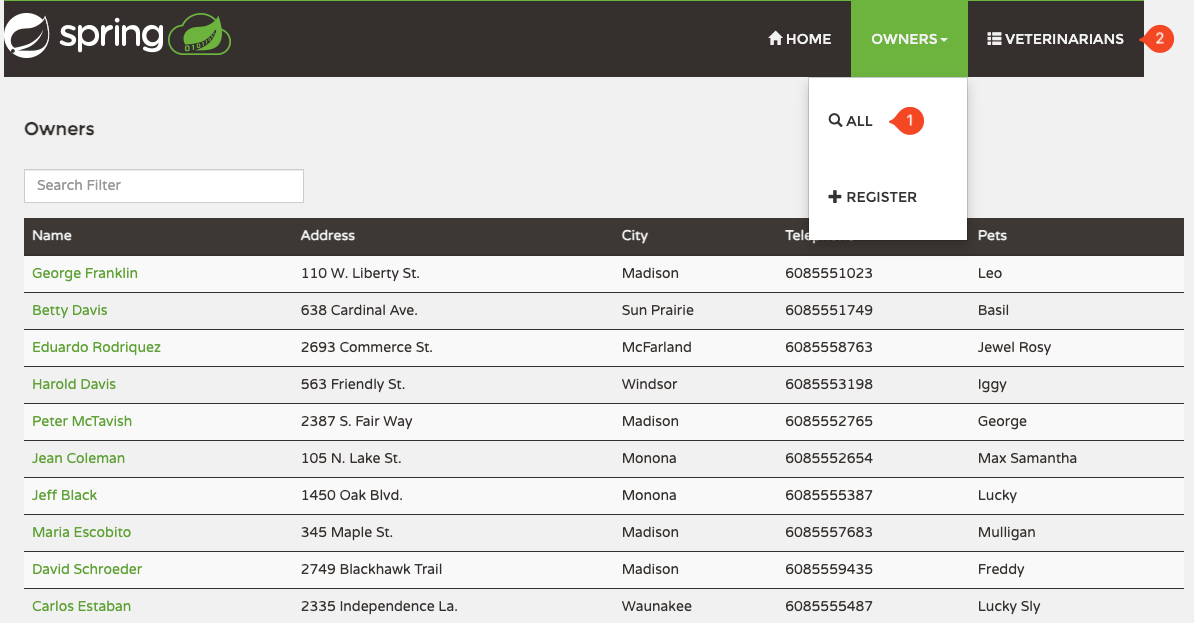 spring
HOME OWNERS VETERINARIANS 2
ALL 1
REGISTER
Owners
Search Filter
Name Address City Pets
George Franklin 110 W. Liberty St. Madison 6085551023 Leo
Betty Davis 638 Cardinal Ave. Sun Prairie 6085551749 Basil
Eduardo Rodriquez 2693 Commerce St. McFarland 6085558763 Jewel Rosy
Harold Davis 563 Friendly St. Windsor 6085553198 Iggy
Peter McTavish 2387 S. Fair Way Madison 6085552765 George
Jean Coleman 105 N. Lake St. Monona 6085552654 Max Samantha
Jeff Black 1450 Oak Blvd. Monona 6085555387 Lucky
Maria Escobito 345 Maple St. Madison 6085557683 Mulligan
David Schroeder 2749 Blackhawk Trail Madison 6085559435 Freddy
Carlos Estaban 2335 Independence La. Waunakee 6085555487 Lucky Sly